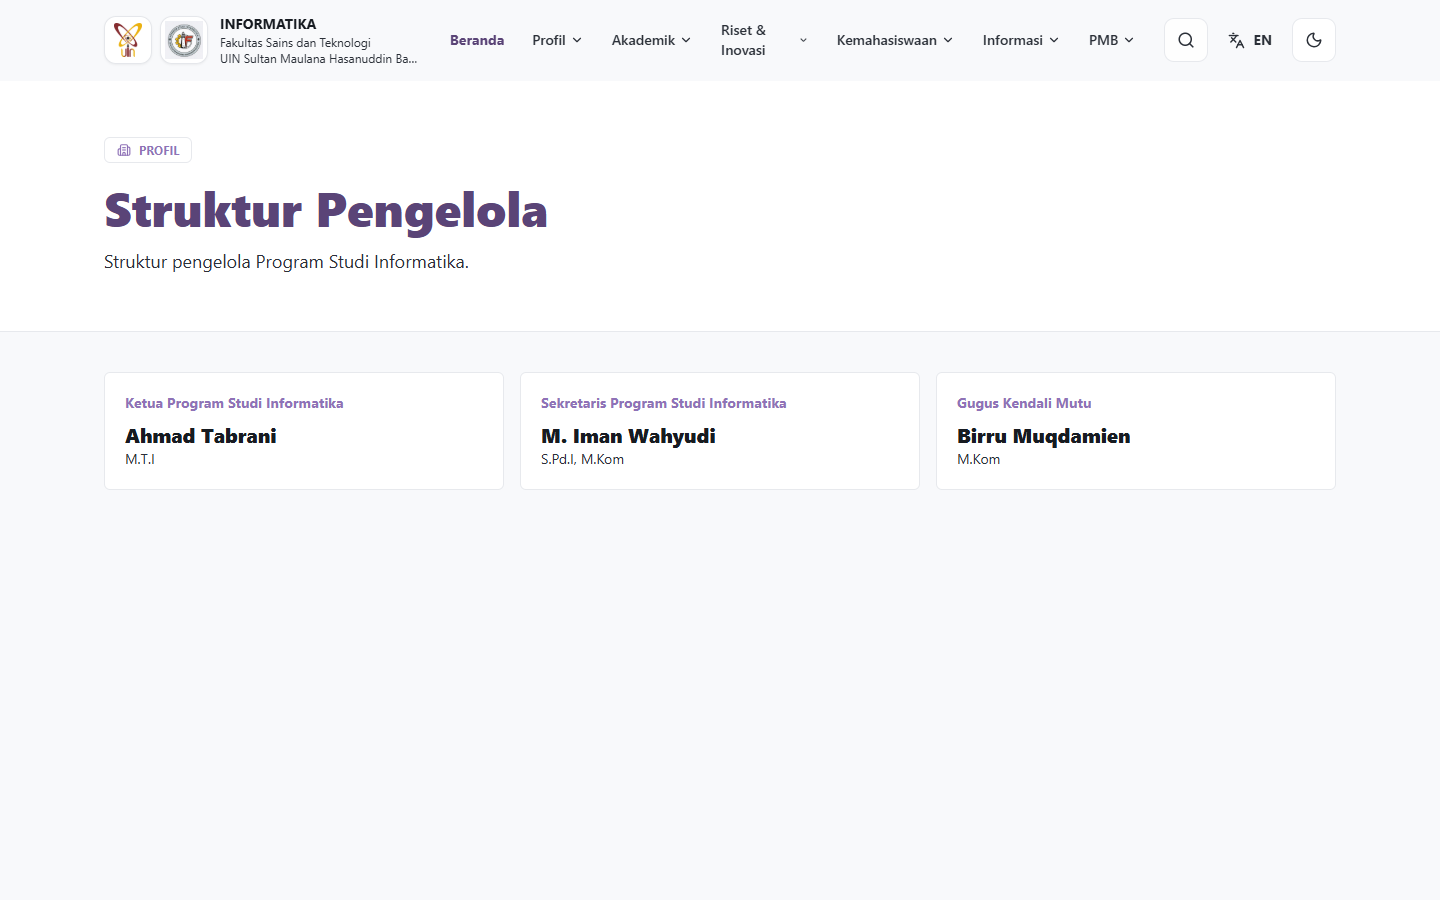 INFORMATIKA
Fakultas Sains dan Teknologi
UIN Sultan Maulana Hasanuddin Ba...
Beranda
Profil
Akademik
Riset &
Inovasi
Kemahasiswaan
Informasi
PMB
EN
PROFIL
Struktur Pengelola
Struktur pengelola Program Studi Informatika.
Ketua Program Studi Informatika
Ahmad Tabrani
M.T.I
Sekretaris Program Studi Informatika
M. Iman Wahyudi
S.Pd.I, M.Kom
Gugus Kendali Mutu
Birru Muqdamien
M.Kom